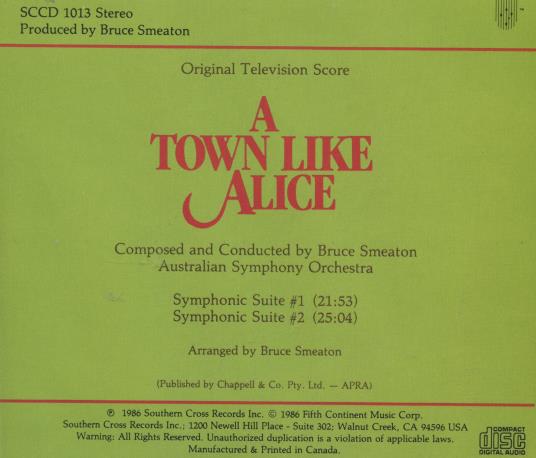 SCCD 1013 Stereo
Produced by Bruce Smeaton
™
Original Television Score
A
TOWN LIKE
ALICE
Composed and Conducted by Bruce Smeaton
Australian Symphony Orchestra
Symphonic Suite #1 (21:53)
Symphonic Suite #2 (25:04)
Arranged by Bruce Smeaton
(Published by Chappell & Co. Pty. Ltd. — APRA)
℗ 1986 Southern Cross Records Inc. © 1986 Fifth Continent Music Corp.
Southern Cross Records Inc.; 1200 Newell Hill Place - Suite 302; Walnut Creek, CA 94596 USA
Warning: All Rights Reserved. Unauthorized duplication is a violation of applicable laws.
Manufactured & Printed in Canada.
COMPACT
disc
DIGITAL AUDIO